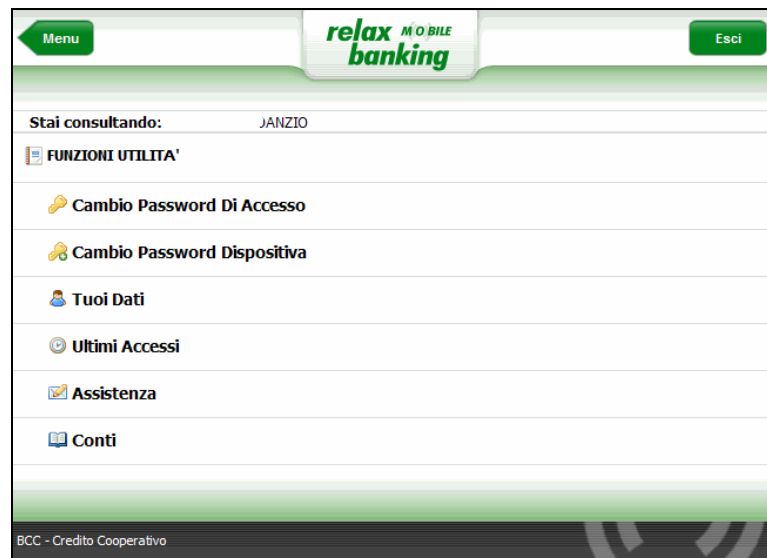 Menu
relax MOBILE
banking
Esci
Stai consultando: ANZIO
FUNZIONI UTILITA'
Cambio Password Di Accesso
Cambio Password Dispositiva
Tuoi Dati
Ultimi Accessi
Assistenza
Conti
BCC - Credito Cooperativo